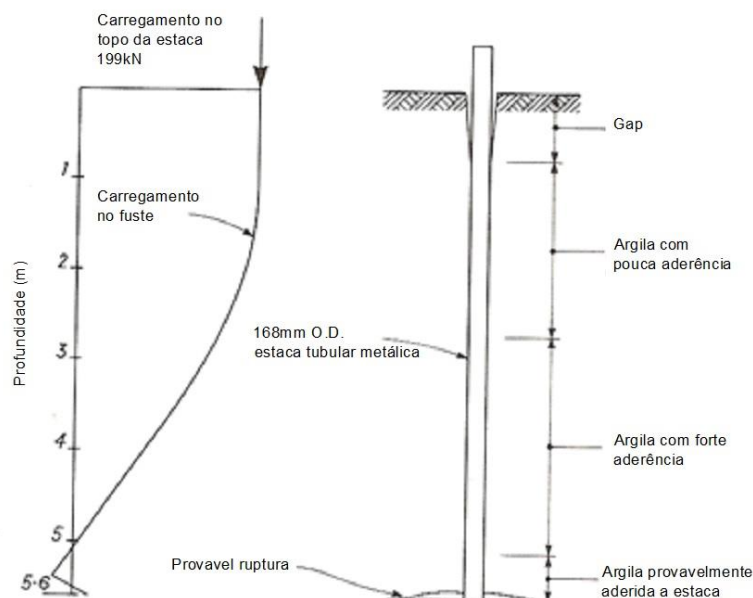 Carregamento no
topo da estaca
199kN
Gap
1
Carregamento
no fuste
Argila com
pouca aderência
2
Profundidade (m)
168mm O.D.
estaca tubular metálica
3
4
Argila com forte
aderência
5
Provavel ruptura
Argila provavelmente
aderida a estaca
5·6